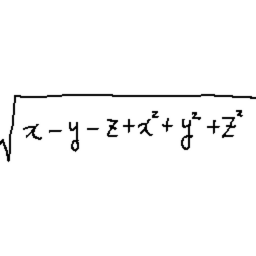 √(x - y - z + x² + y² + z²)